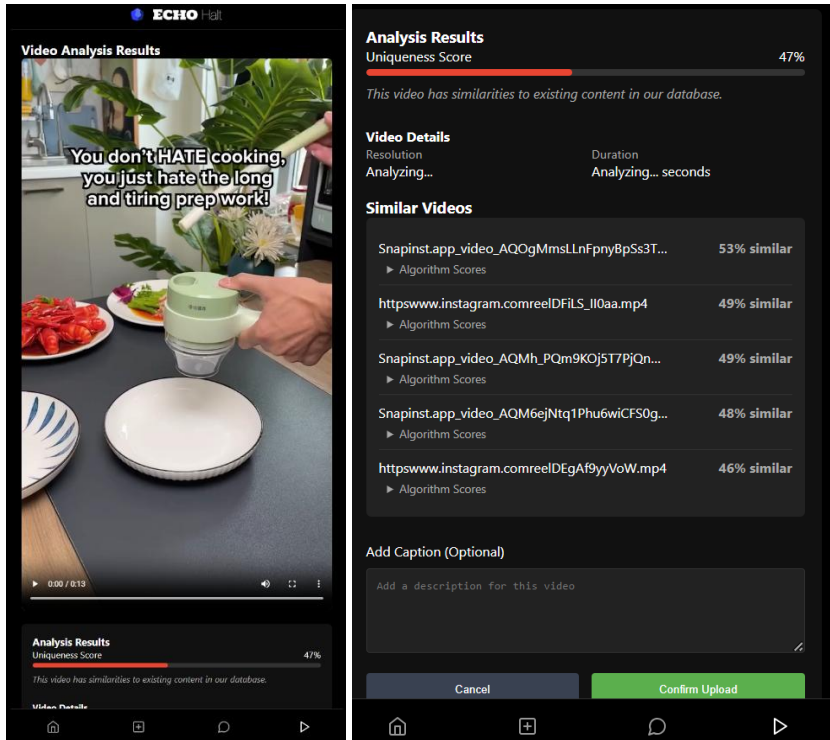 ECHO Halt
Video Analysis Results
You don't HATE cooking,
you just hate the long
and tiring prep work!
0:00 / 0:13
Analysis Results
Uniqueness Score 47%
This video has similarities to existing content in our database.
Video Details
Analysis Results
Uniqueness Score 47%
This video has similarities to existing content in our database.
Video Details
Resolution Duration
Analyzing... Analyzing... seconds
Similar Videos
Snapinst.app_video_AQOgMmsLLnFpnyBpSs3T... 53% similar
▶ Algorithm Scores
httpswww.instagram.comreelDFiLS_II0aa.mp4 49% similar
▶ Algorithm Scores
Snapinst.app_video_AQMh_PQm9KOj5T7PjQn... 49% similar
▶ Algorithm Scores
Snapinst.app_video_AQM6ejNtq1Phu6wiCFS0g... 48% similar
▶ Algorithm Scores
httpswww.instagram.comreelDEgAf9yyVoW.mp4 46% similar
▶ Algorithm Scores
Add Caption (Optional)
Add a description for this video
Cancel Confirm Upload